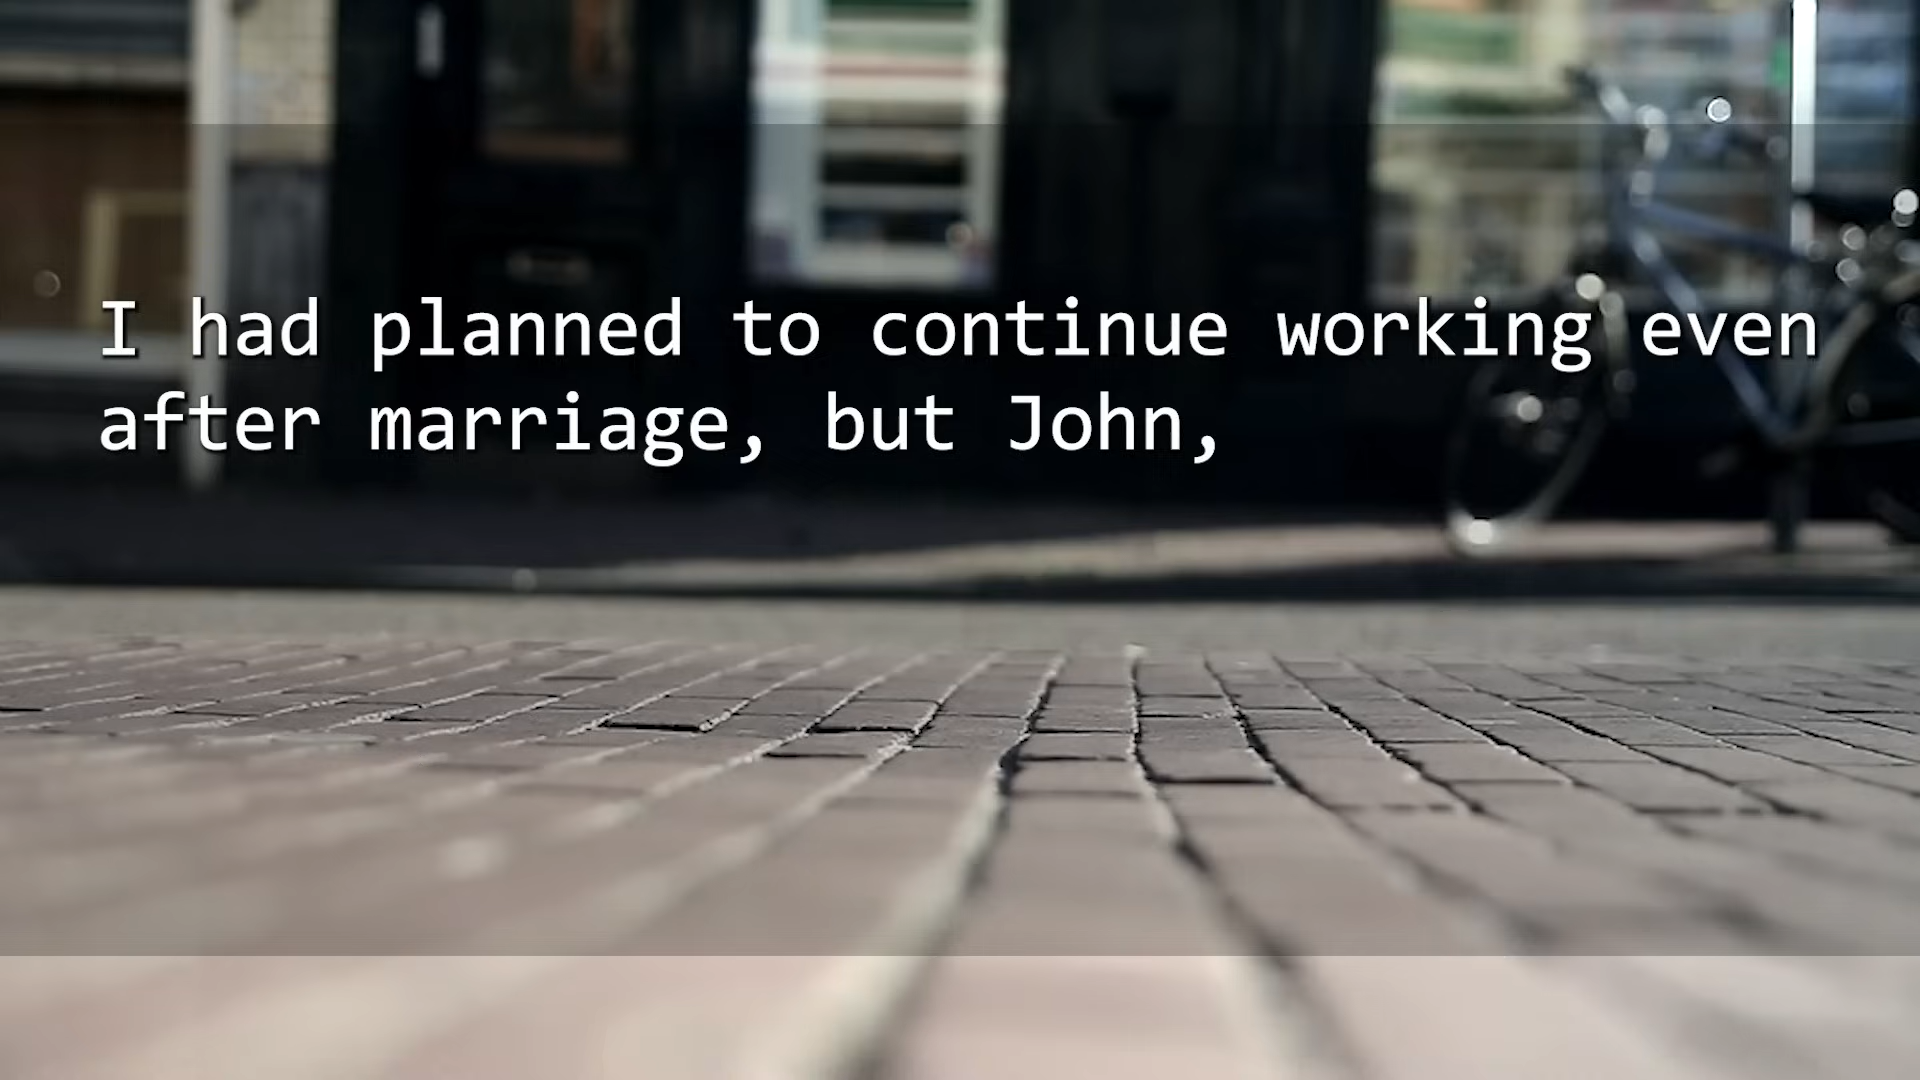 I had planned to continue working even
after marriage, but John,